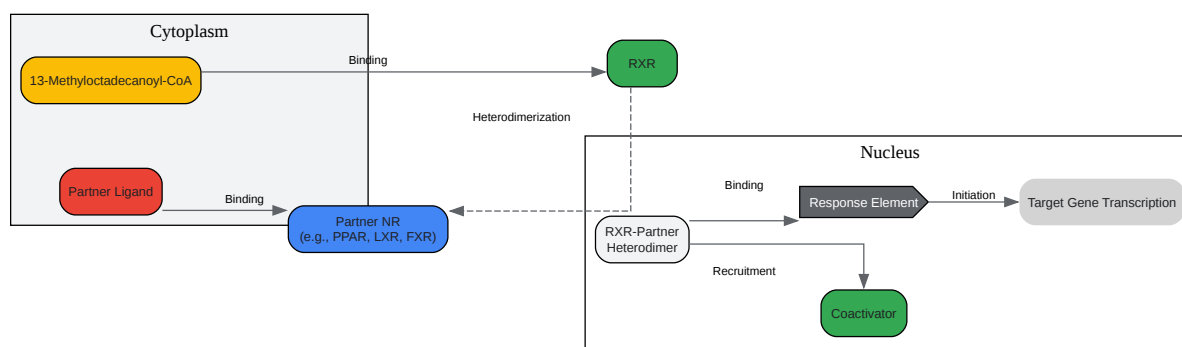 Cytoplasm
13-Methyloctadecanoyl-CoA
Binding
RXR
Heterodimerization
Nucleus
Partner Ligand
Binding
Partner NR
(e.g., PPAR, LXR, FXR)
Binding
Response Element
Initiation
Target Gene Transcription
RXR-Partner
Heterodimer
Recruitment
Coactivator